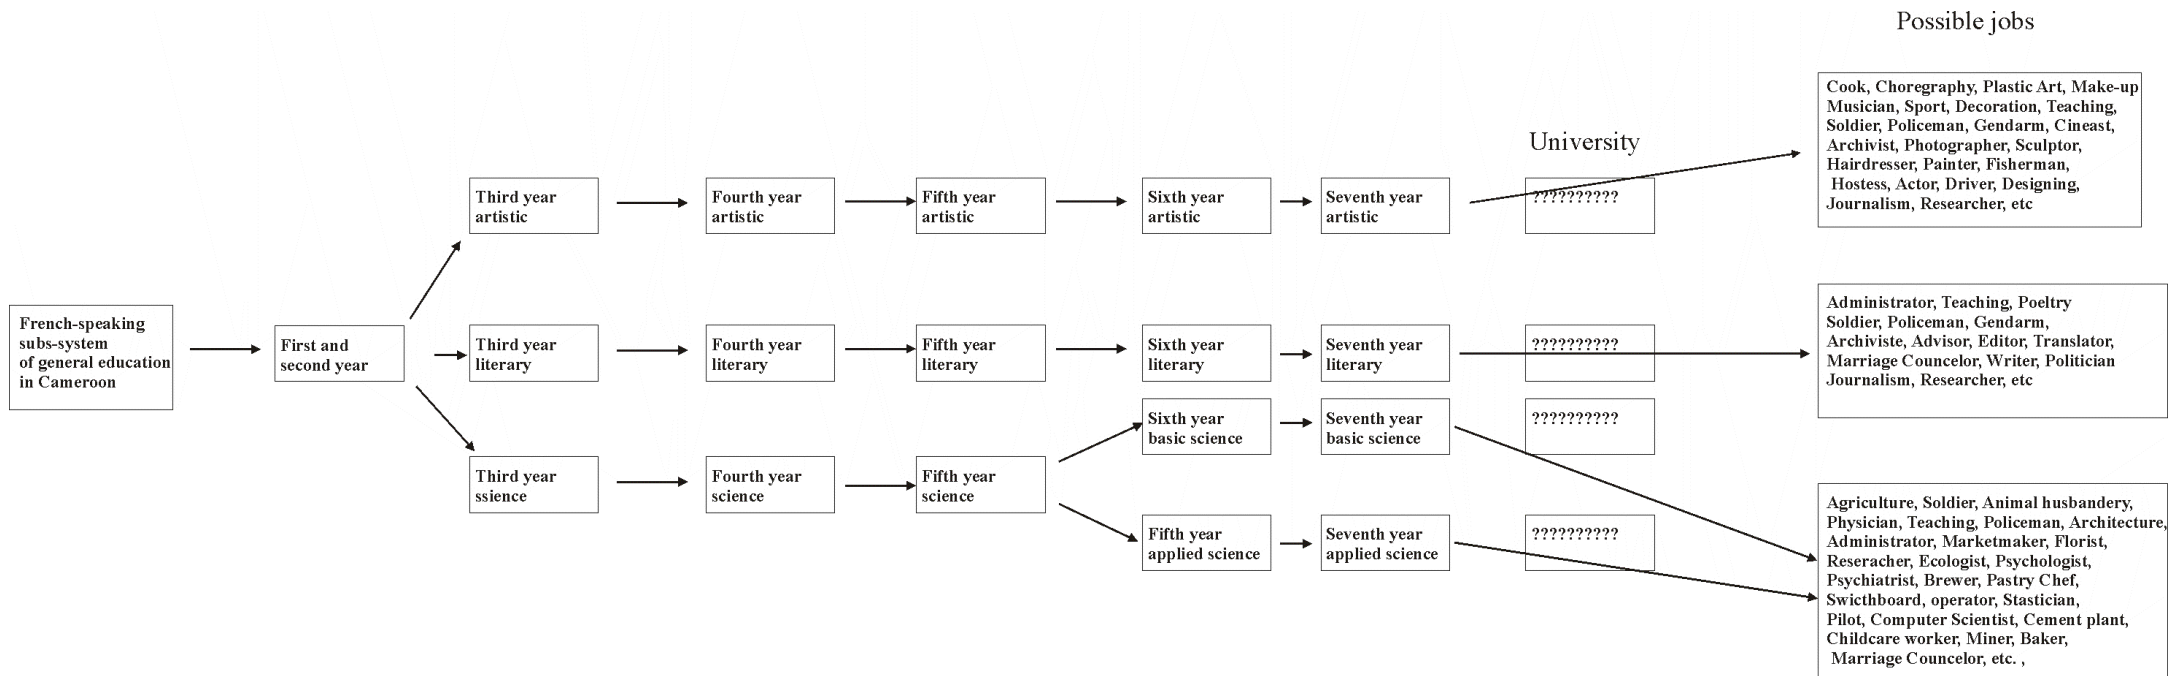 Possible jobs
University
French-speaking
subs-system
of general education
in Cameroon
First and
second year
Third year
artistic
Fourth year
artistic
Fifth year
artistic
Sixth year
artistic
Seventh year
artistic
??????????
Cook, Choregraphy, Plastic Art, Make-up
Musician, Sport, Decoration, Teaching,
Soldier, Policeman, Gendarm, Cineast,
Archivist, Photographer, Sculptor,
Hairdresser, Painter, Fisherman,
Hostess, Actor, Driver, Designing,
Journalism, Researcher, etc
Third year
literary
Fourth year
literary
Fifth year
literary
Sixth year
literary
Seventh year
literary
??????????
Administrator, Teaching, Poeltry
Soldier, Policeman, Gendarm,
Archiviste, Advisor, Editor, Translator,
Marriage Councelor, Writer, Politician
Journalism, Researcher, etc
Third year
ssience
Fourth year
science
Fifth year
science
Sixth year
basic science
Seventh year
basic science
??????????
Fifth year
applied science
Seventh year
applied science
??????????
Agriculture, Soldier, Animal husbandery,
Physician, Teaching, Policeman, Architecture,
Administrator, Marketmaker, Florist,
Reseracher, Ecologist, Psychologist,
Psychiatrist, Brewer, Pastry Chef,
Swicthboard, operator, Stastician,
Pilot, Computer Scientist, Cement plant,
Childcare worker, Miner, Baker,
Marriage Councelor, etc. ,